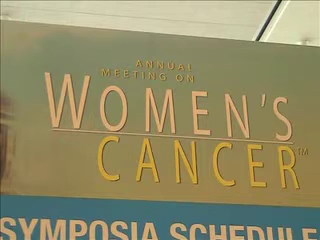 ANNUAL
MEETING ON
WOMEN'S
CANCER™
SYMPOSIA SCHEDULE